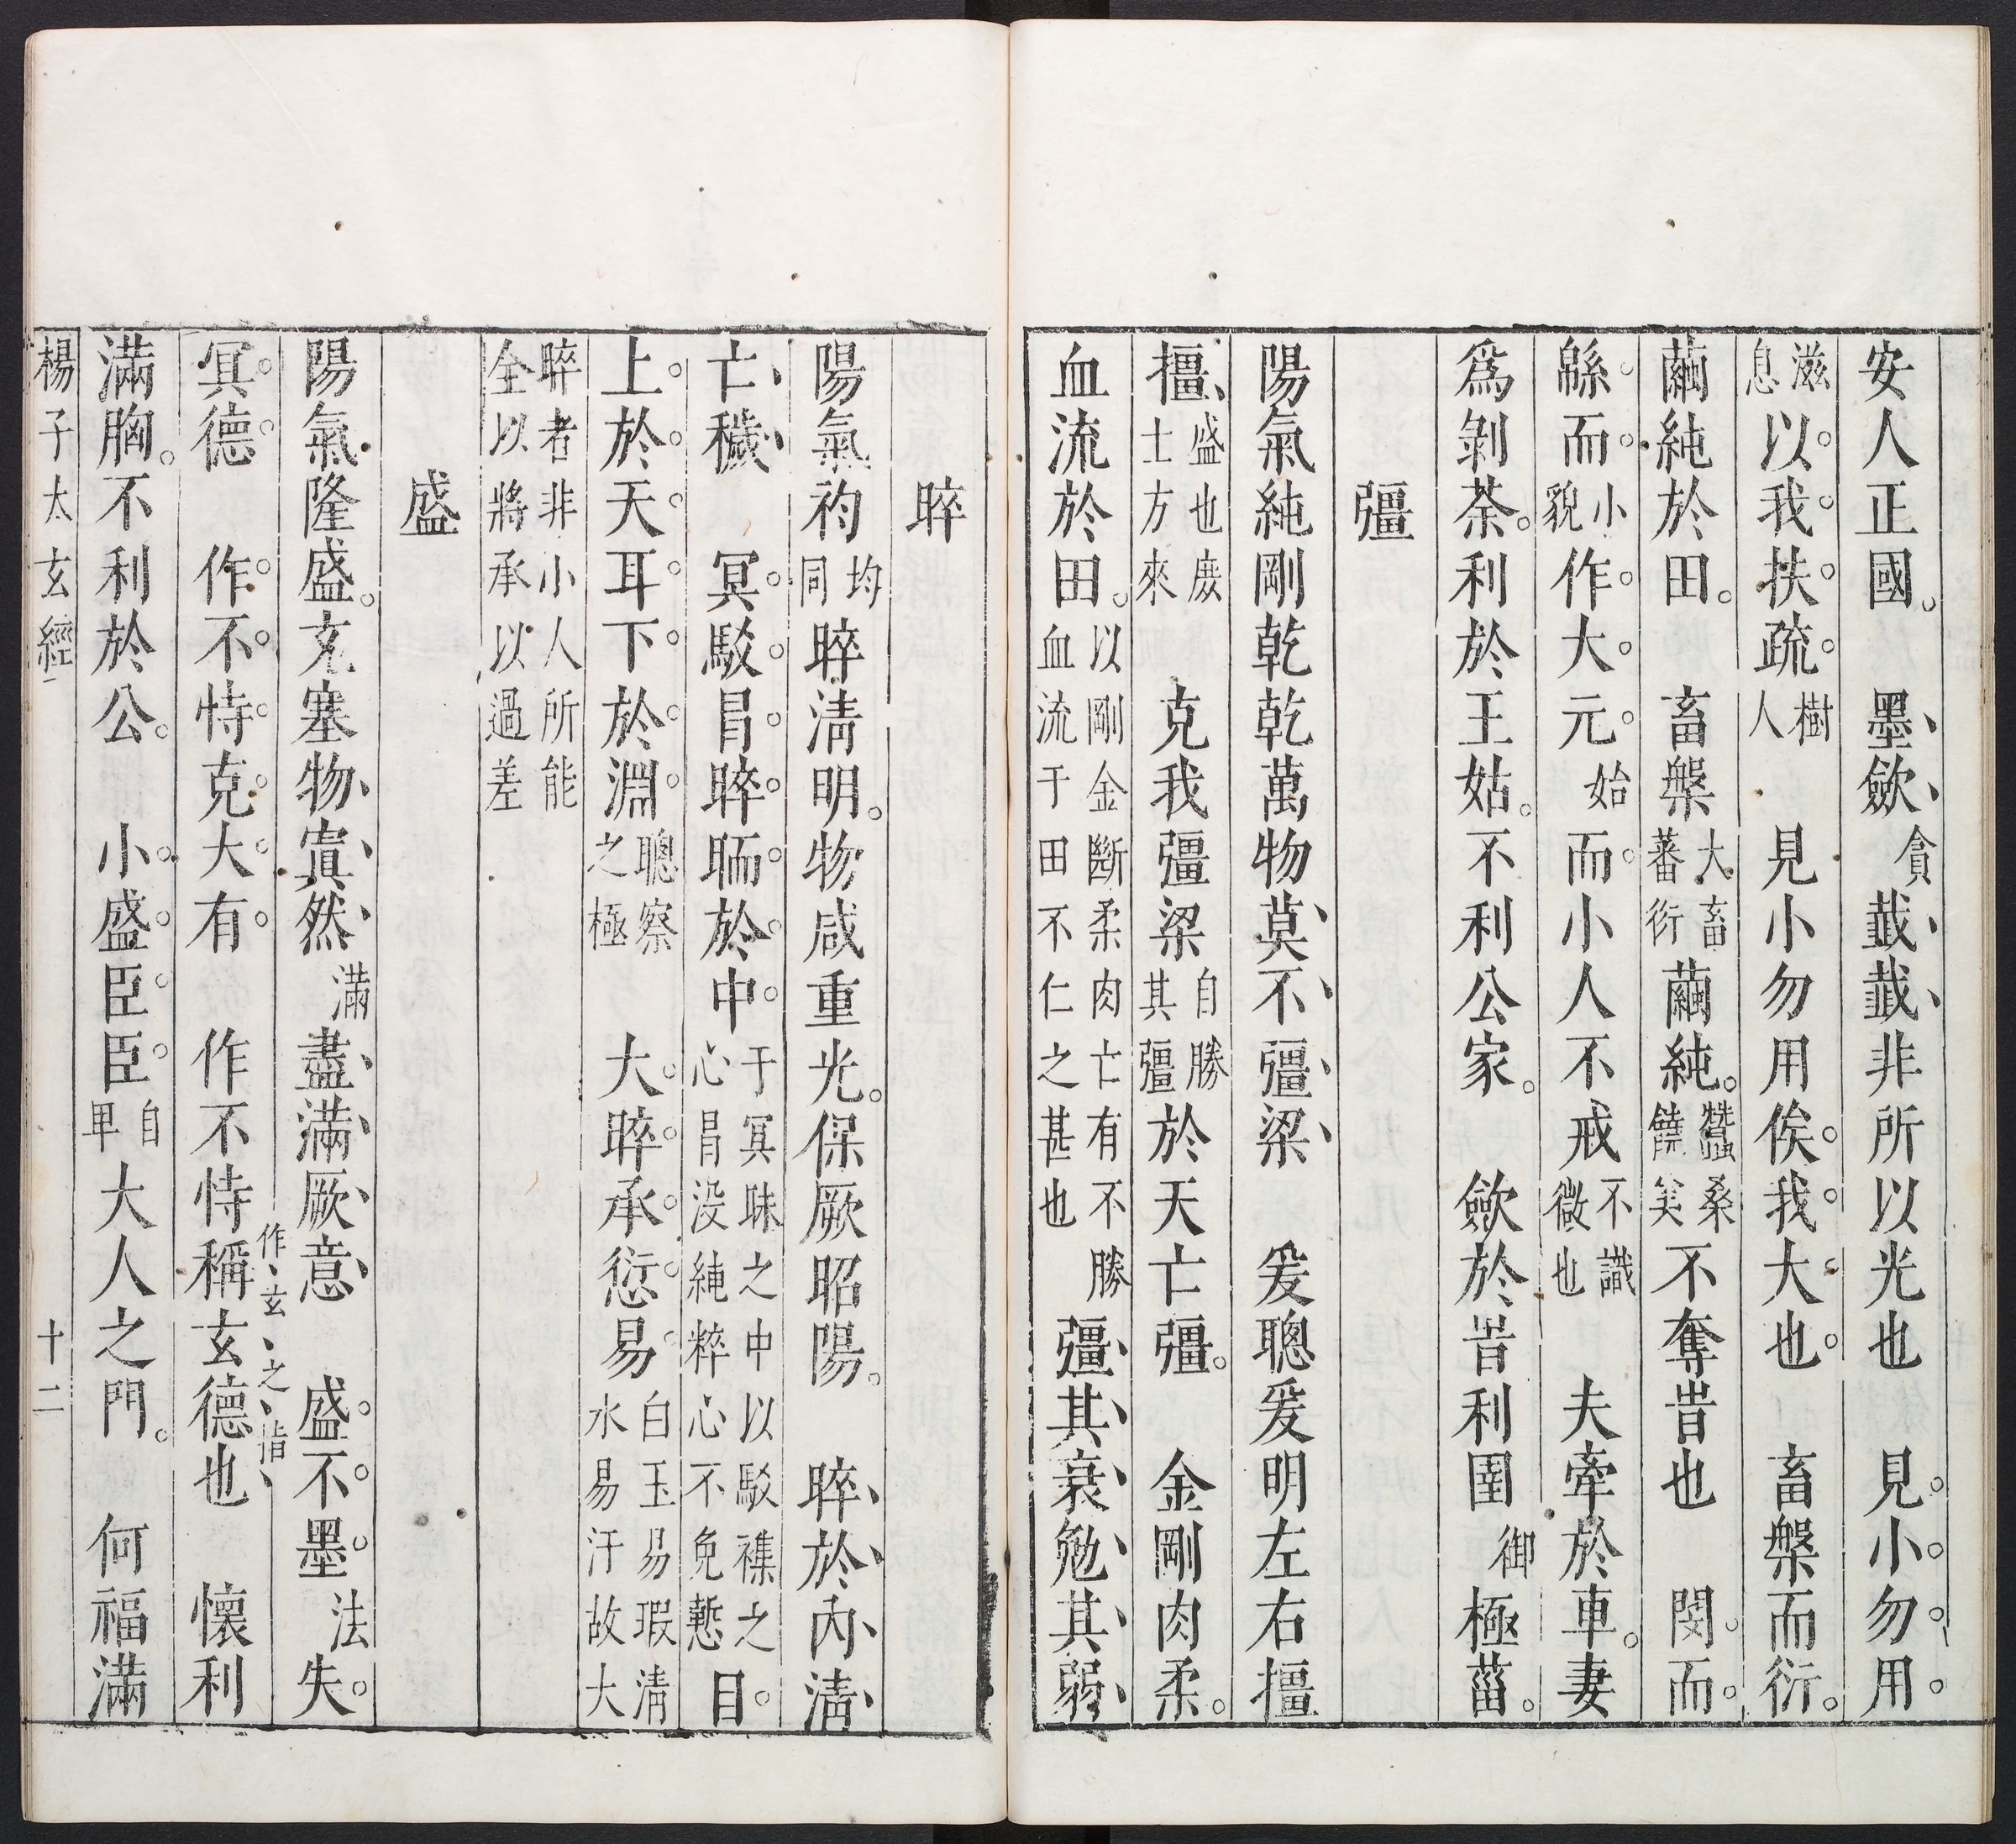 安人正國。墨、歛、貪蕺、蕺、非所以光也 見小勿用
滋息以我扶疏樹人 見小勿用俟我大也 畜槃而衍
繭純於田。 畜槃大畜蕃衍繭純。蠶桑饒矣不奪旹也 閔而
緜而小貌作大元始而小人不戒不識微也 夫牽於車。妻
爲剝荼。利於王姑。不利公家。 歛於旹利圉御極菑。
彊
陽氣純剛乾乾萬物莫不彊梁 爰聰爰明左右橿
橿盛也廢士方來 克我彊梁自勝其彊於天亡彊。 金剛肉柔。
血流於田。以剛金斷柔肉亡有不勝血流于田不仁之甚也 彊其衰勉其弱
睟
陽氣袀均同睟清明。物咸重光。保厥昭陽。 睟於內清
亡穢 冥駁冐睟䎡於中于冥昧之中以駁襍之心冐没純粹心不免慙目
上於天耳下於淵聰察之極 大睟承愆易白玉易瑕清水易汙故大
睟者非小人所能全以將承以過差
盛
陽氣隆盛。充塞物窴然滿盡滿厥意 盛不墨法失
冥德 作不恃克大有 作不恃稱玄德也 懷利
作玄之㫖
滿胸。不利於公。 小盛臣臣自卑大人之門。 何福滿
楊子太玄經 十二